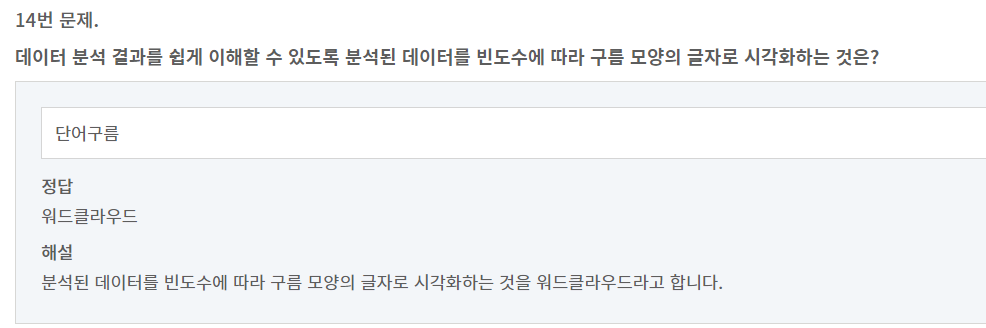 14번 문제.
데이터 분석 결과를 쉽게 이해할 수 있도록 분석된 데이터를 빈도수에 따라 구름 모양의 글자로 시각화하는 것은?
단어구름
정답
워드클라우드
해설
분석된 데이터를 빈도수에 따라 구름 모양의 글자로 시각화하는 것을 워드클라우드라고 합니다.